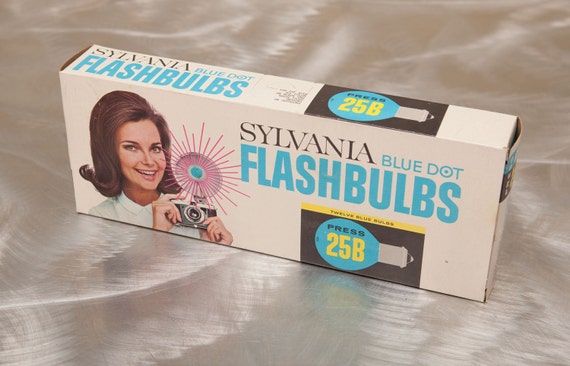 SYLVANIA
BLUE DOT
FLASHBULBS
PRESS
25B
SYLVANIA
BLUE DOT
FLASHBULBS
TWELVE BLUE BULBS
PRESS
25B